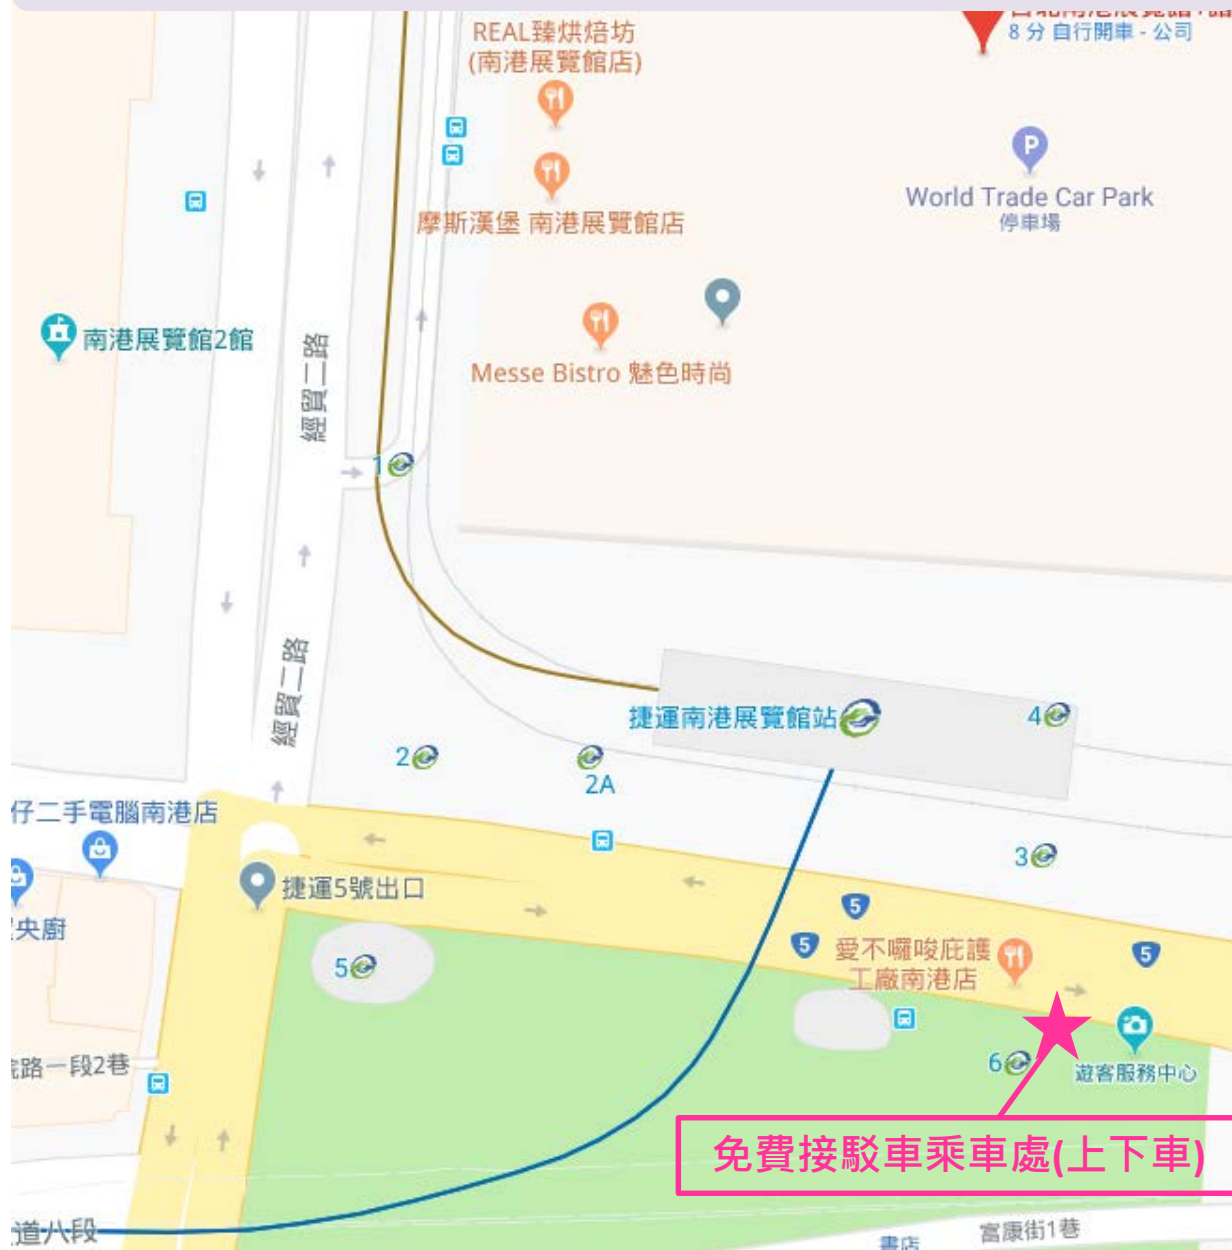 REAL臻烘焙坊
(南港展覽館店)
8 分 自行開車 - 公司
P
World Trade Car Park
停車場
摩斯漢堡 南港展覽館店
南港展覽館2館
Messe Bistro 魅色時尚
經貿二路
1
經貿二路
捷運南港展覽館站
4
2
2A
仔二手電腦南港店
3
捷運5號出口
5
5
愛不囉唆庇護
工廠南港店
5
央廚
5
路一段2巷
6
遊客服務中心
免費接駁車乘車處(上下車)
道八段
富康街1巷
書店